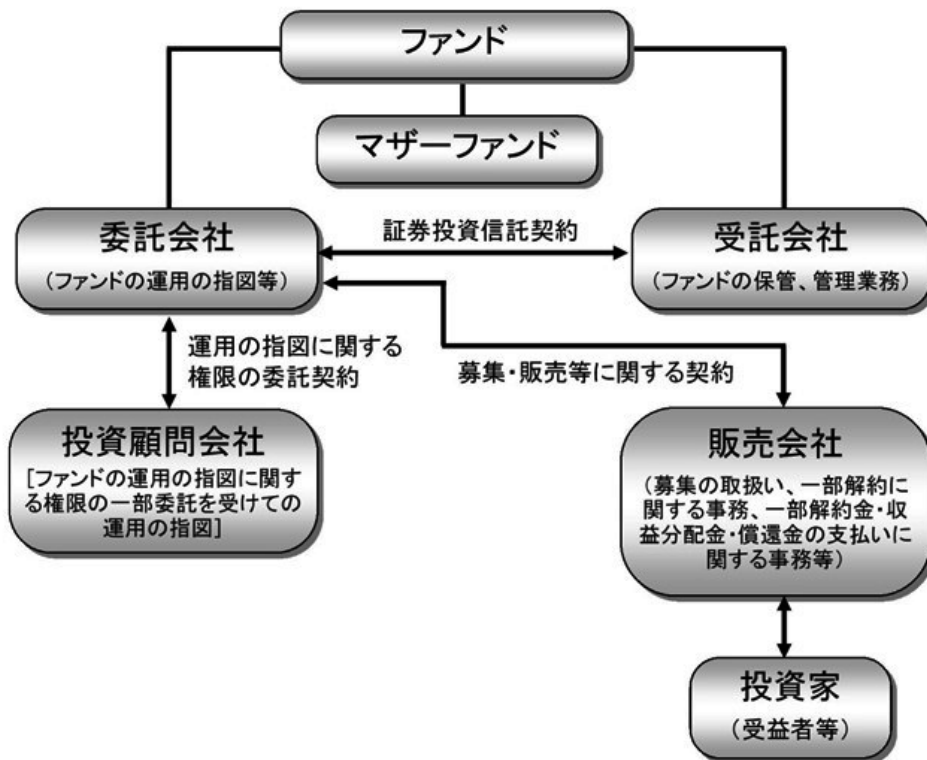 ファンド
マザーファンド
委託会社
(ファンドの運用の指図等)
証券投資信託契約
受託会社
(ファンドの保管、管理業務)
運用の指図に関する
権限の委託契約
募集・販売等に関する契約
投資顧問会社
[ファンドの運用の指図に関す
る権限の一部委託を受けての
運用の指図]
販売会社
(募集の取扱い、一部解約に
関する事務、一部解約金・収
益分配金・償還金の支払いに
関する事務等)
投資家
(受益者等)